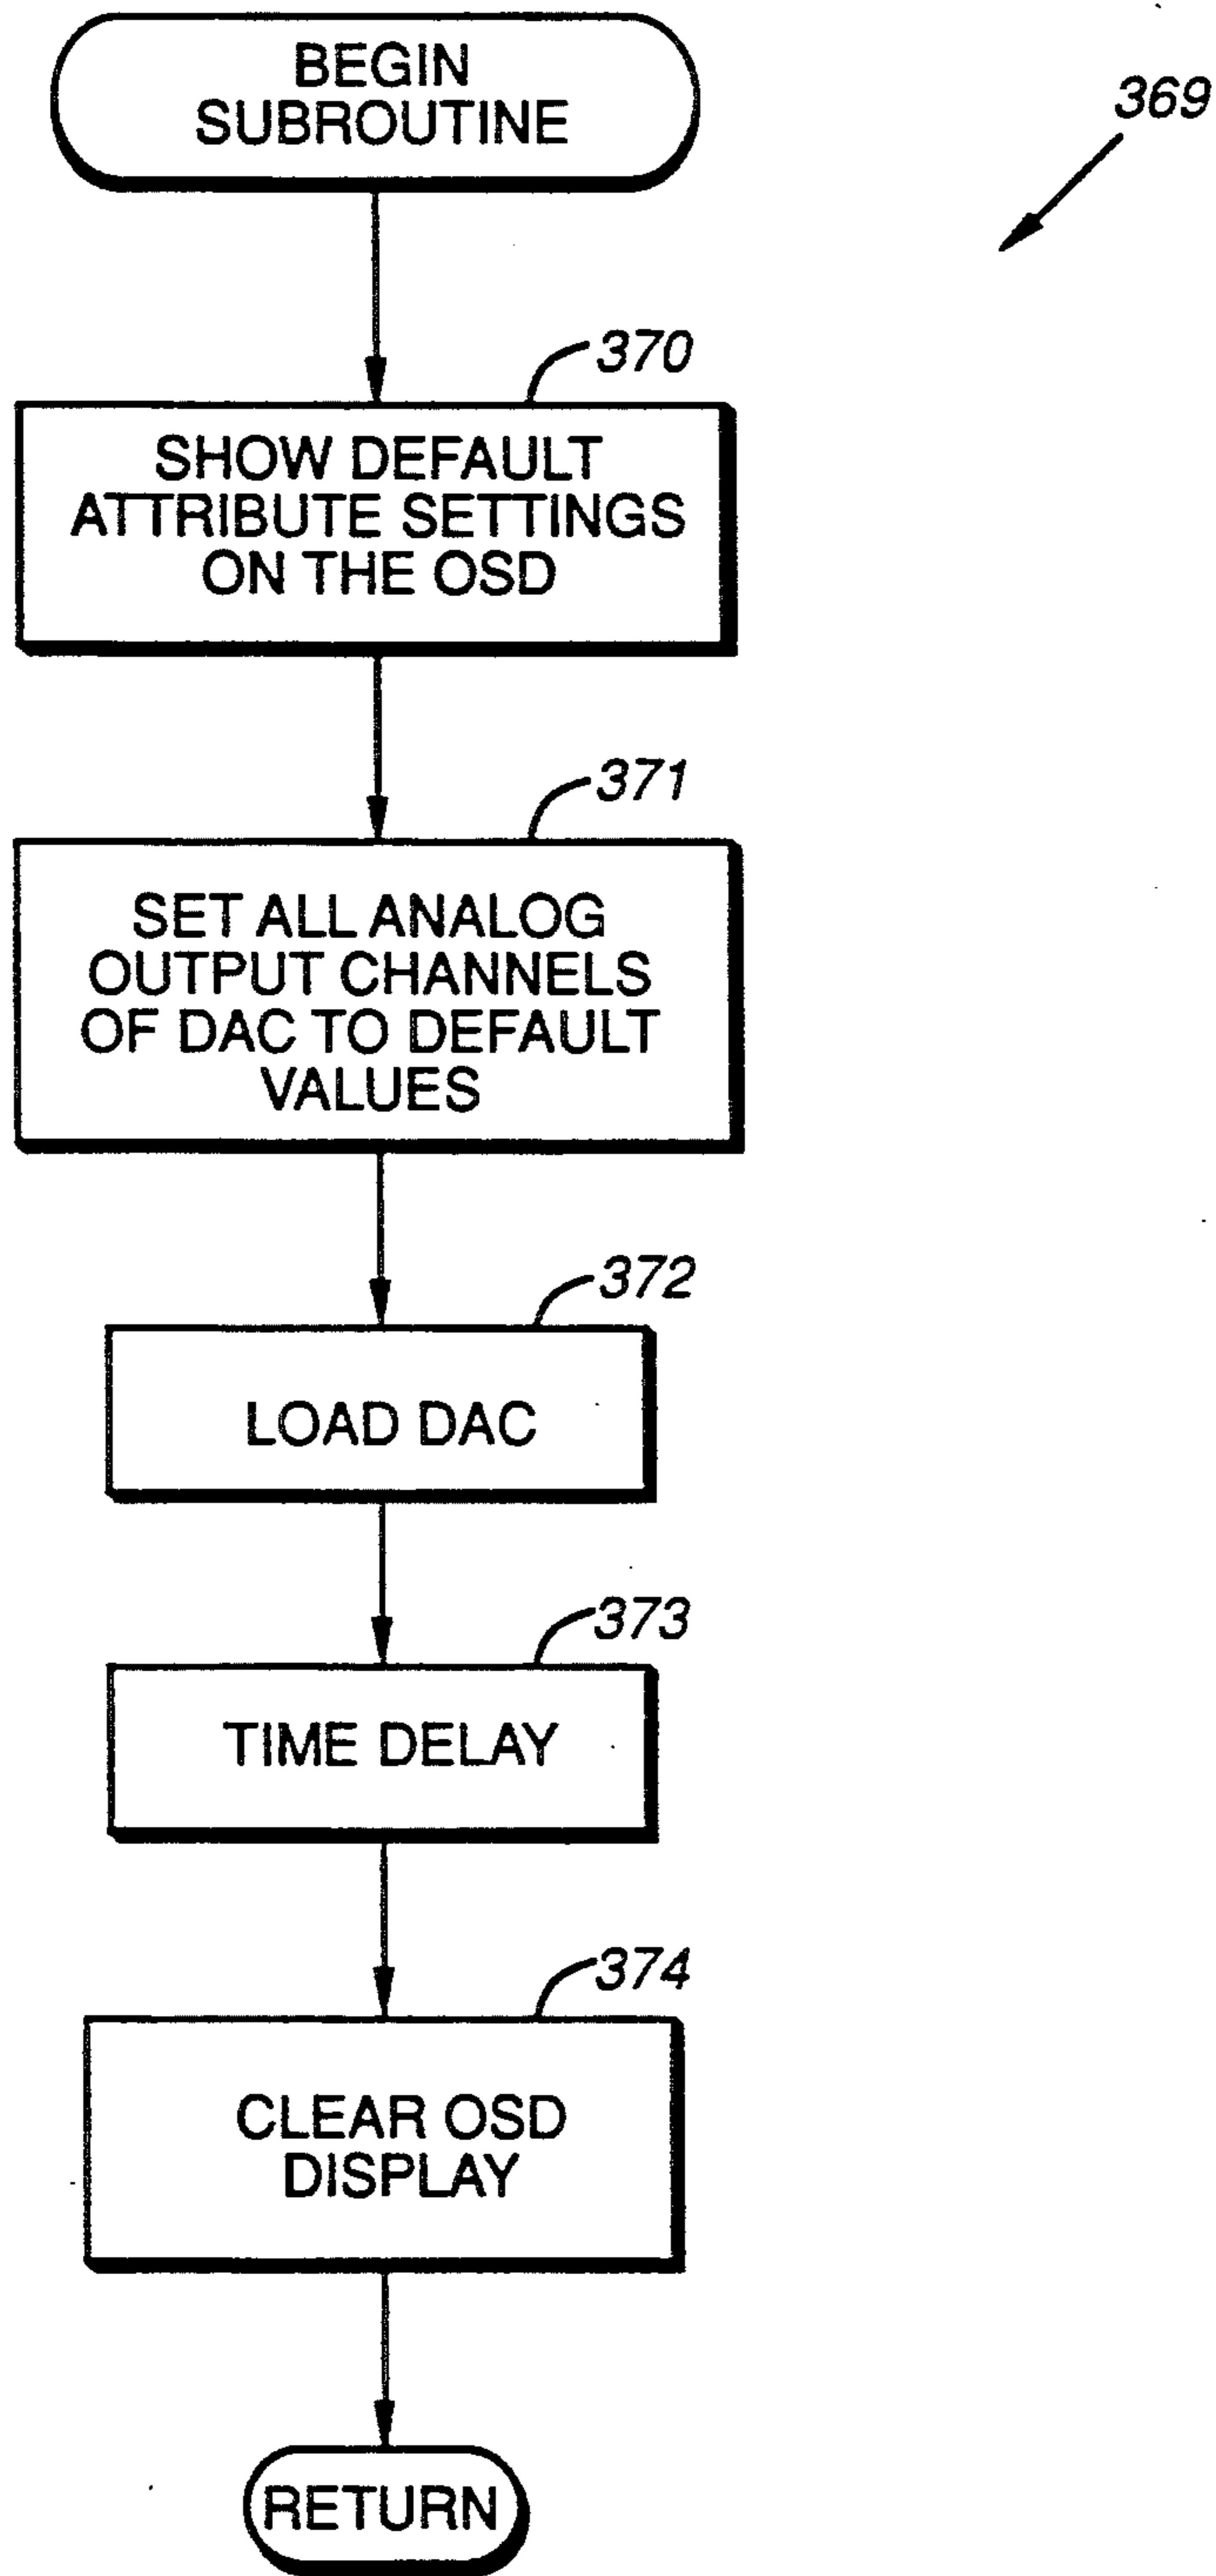 BEGIN
SUBROUTINE
369
370
SHOW DEFAULT
ATTRIBUTE SETTINGS
ON THE OSD
371
SET ALL ANALOG
OUTPUT CHANNELS
OF DAC TO DEFAULT
VALUES
372
LOAD DAC
373
TIME DELAY
374
CLEAR OSD
DISPLAY
RETURN